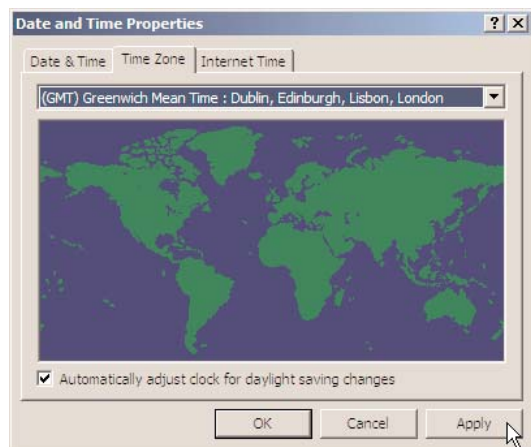 Date and Time Properties
Date & Time Time Zone Internet Time
(GMT) Greenwich Mean Time : Dublin, Edinburgh, Lisbon, London
Automatically adjust clock for daylight saving changes
OK Cancel Apply